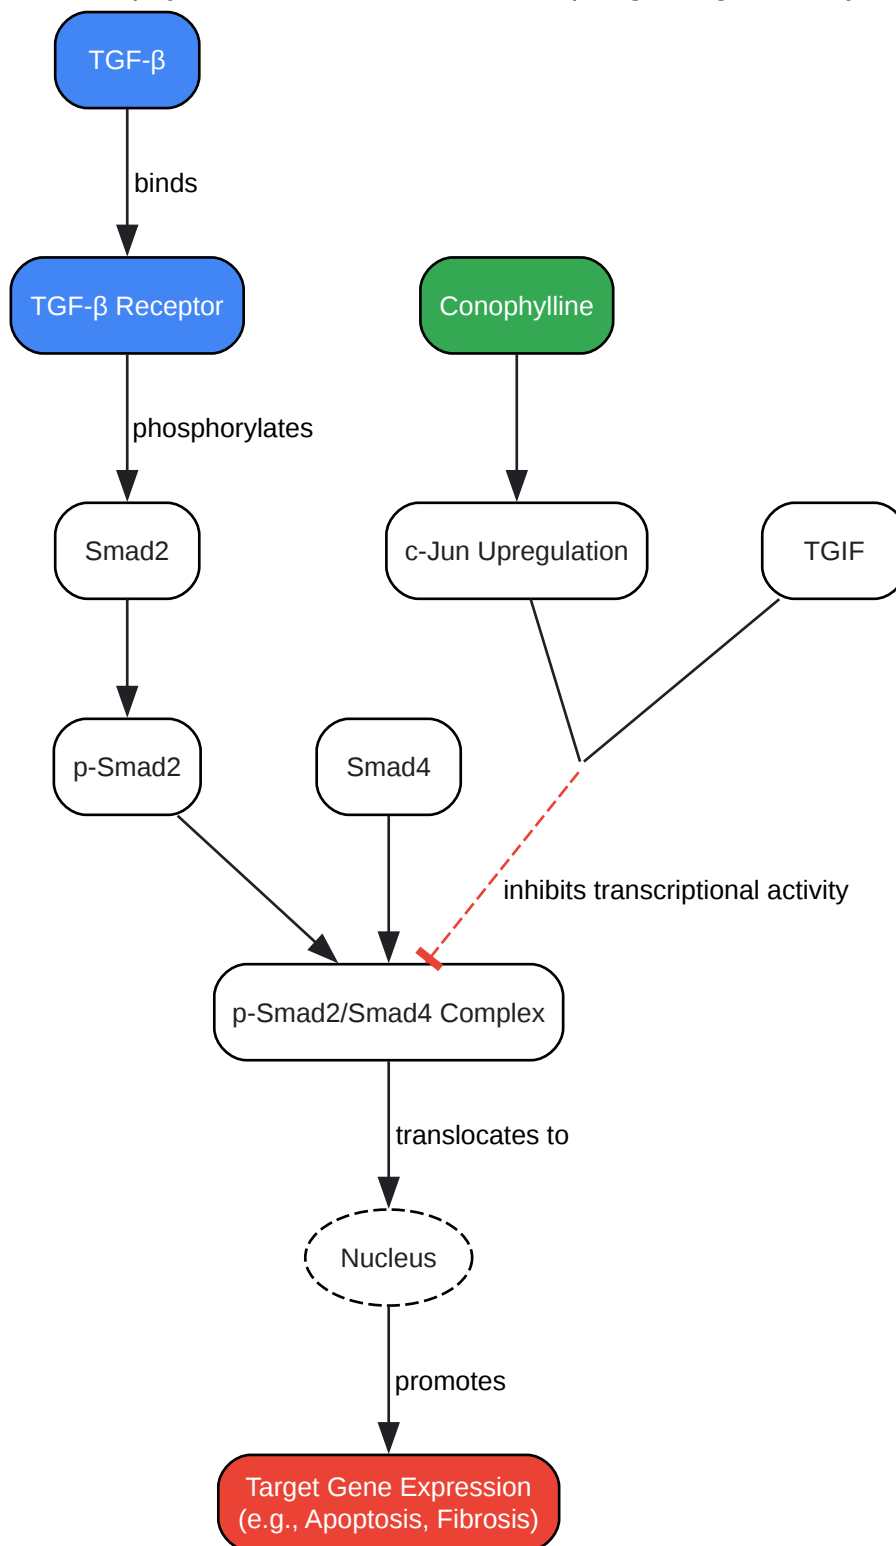 TGF-β
binds
TGF-β Receptor
Conophylline
phosphorylates
Smad2
c-Jun Upregulation
TGIF
p-Smad2
Smad4
inhibits transcriptional activity
p-Smad2/Smad4 Complex
translocates to
Nucleus
promotes
Target Gene Expression
(e.g., Apoptosis, Fibrosis)